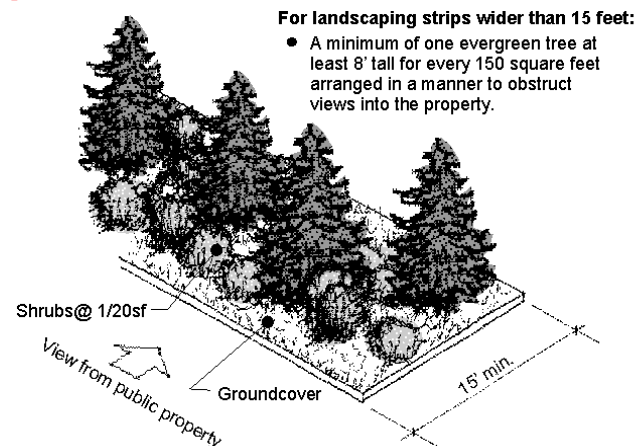 For landscaping strips wider than 15 feet:
● A minimum of one evergreen tree at
least 8' tall for every 150 square feet
arranged in a manner to obstruct
views into the property.
Shrubs@ 1/20sf
View from public property
Groundcover
15' min.